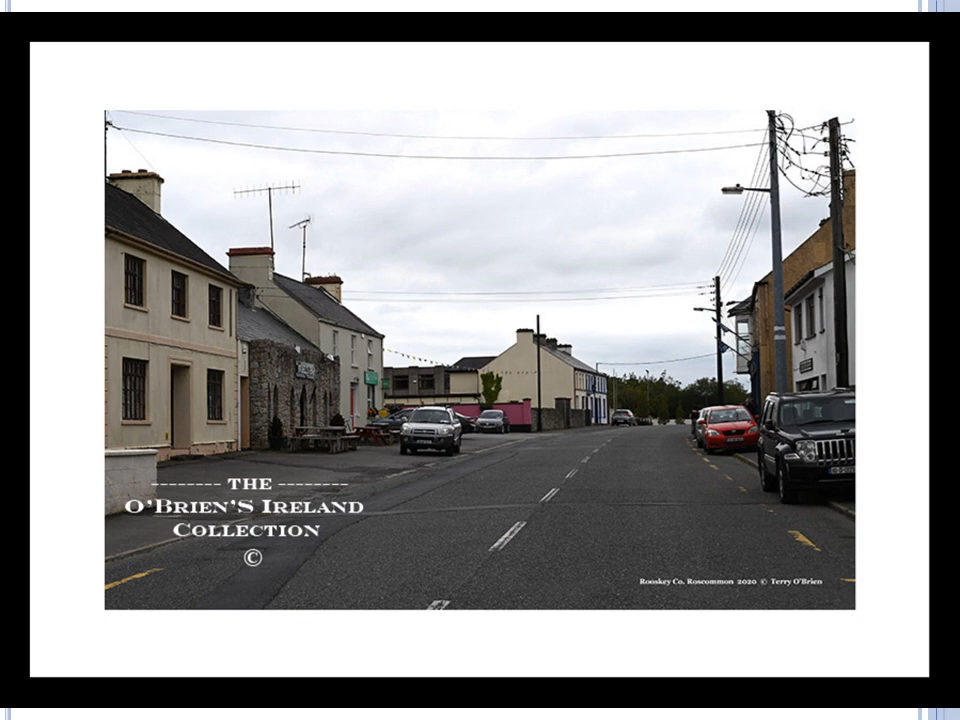 -------- THE --------
O'BRIEN'S IRELAND
COLLECTION
©
Rooskey Co. Roscommon 2020 © Terry O'Brien